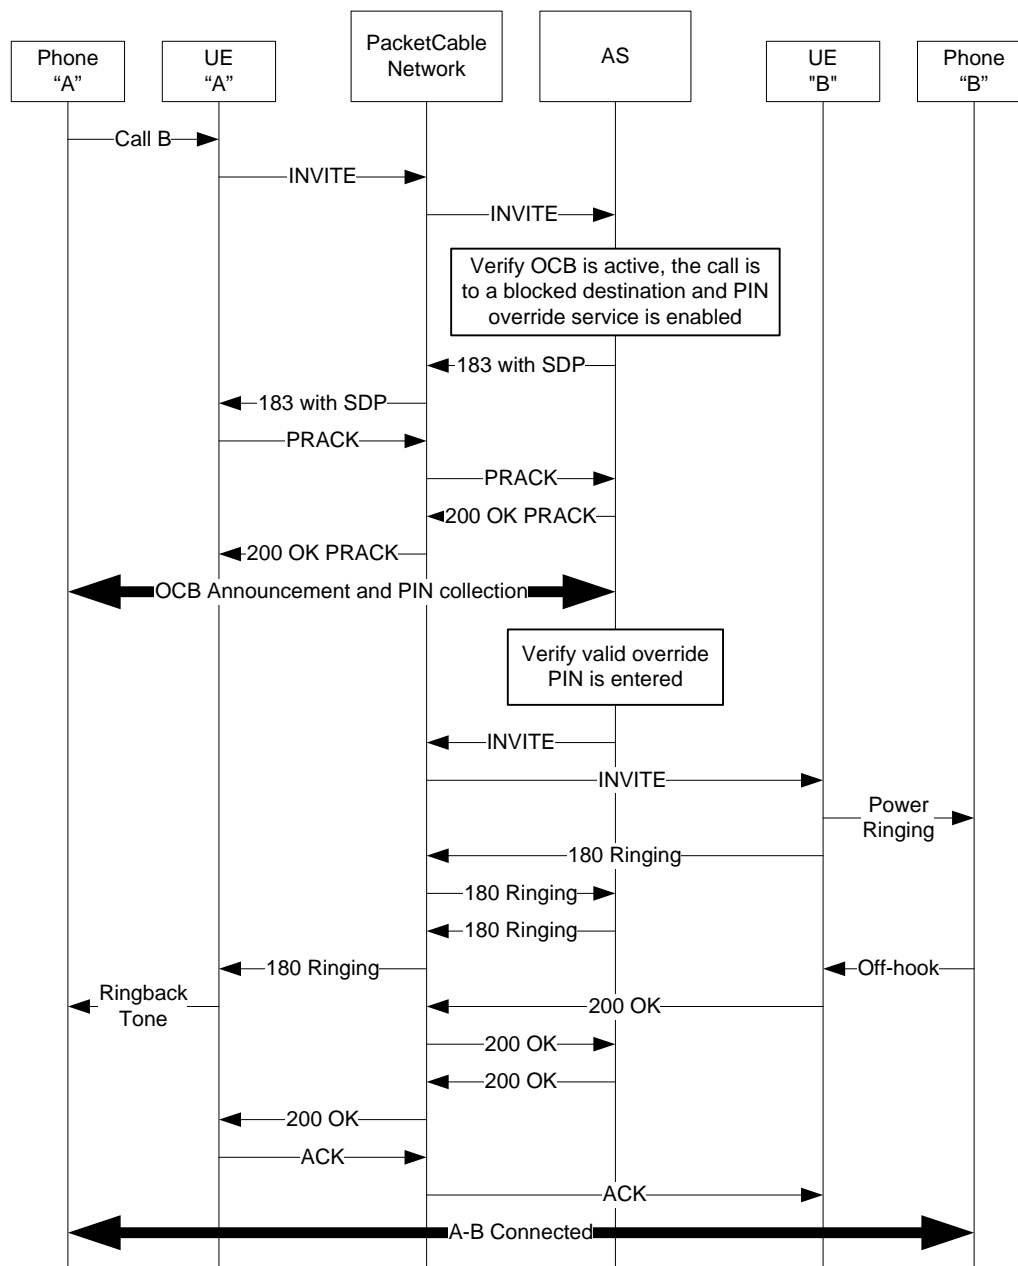 Phone
“A”
UE
“A”
PacketCable
Network
AS
UE
"B"
Phone
“B”
Call B
INVITE
INVITE
Verify OCB is active, the call is
to a blocked destination and PIN
override service is enabled
183 with SDP
183 with SDP
PRACK
PRACK
200 OK PRACK
200 OK PRACK
OCB Announcement and PIN collection
Verify valid override
PIN is entered
INVITE
INVITE
Power
Ringing
180 Ringing
180 Ringing
180 Ringing
180 Ringing
Off-hook
Ringback
Tone
200 OK
200 OK
200 OK
200 OK
ACK
ACK
A-B Connected